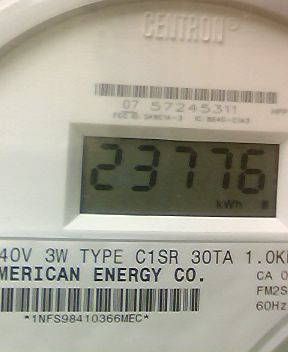 CENTRON®
07 57245311
23776
kWh
40V 3W TYPE C1SR 30TA 1.0K
MERICAN ENERGY CO.
CA 0
FM2S
60Hz
*1NFS98410366MEC*